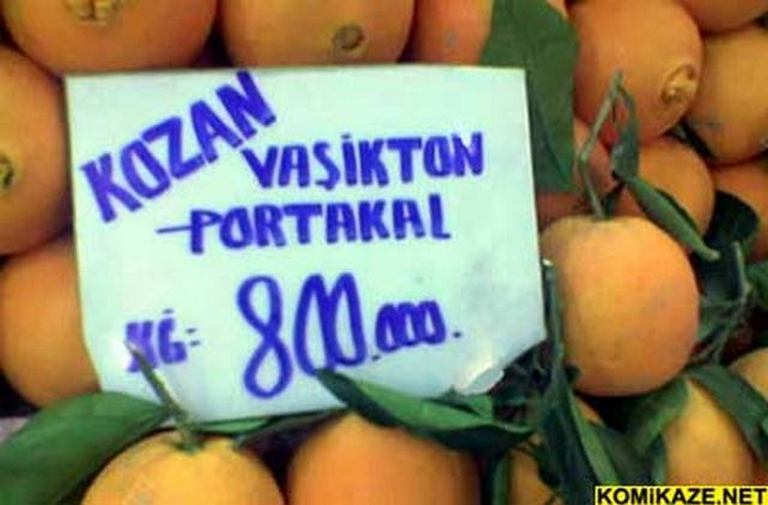 KOZAN
VAŞİKTON
PORTAKAL
KG= 800.000.
KOMİKAZE.NET